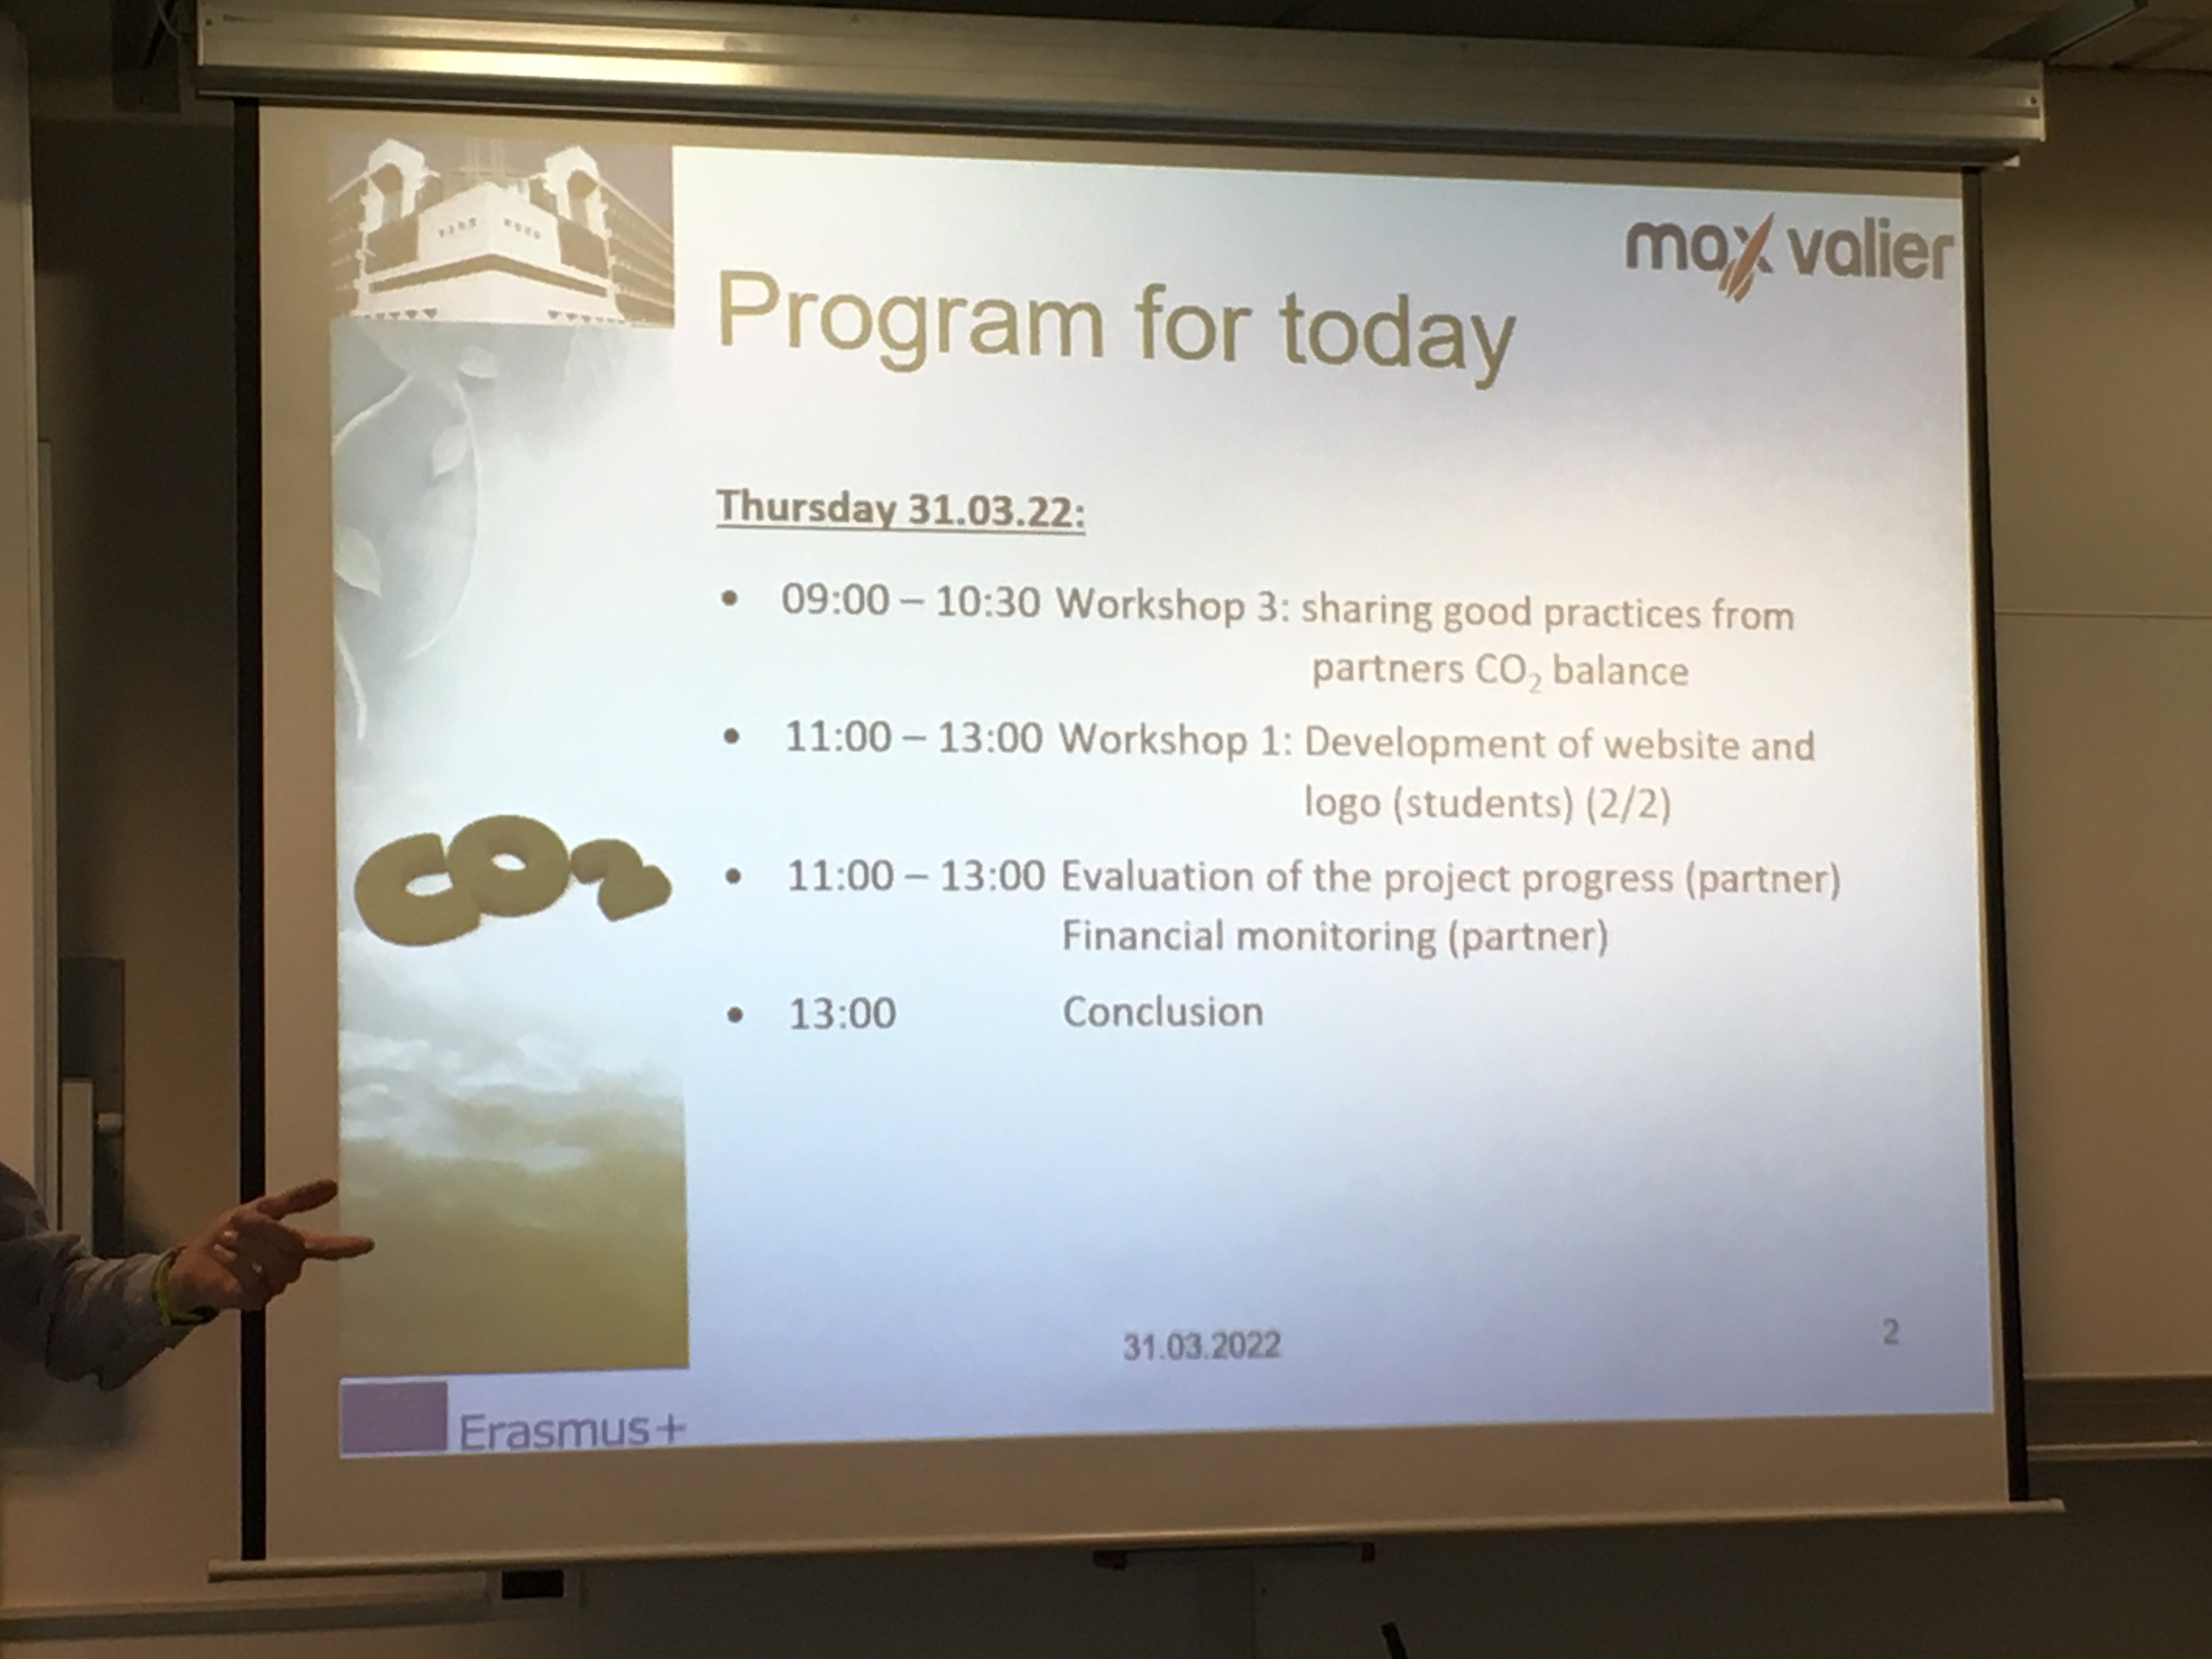 max valier
Program for today
Thursday 31.03.22:
• 09:00 – 10:30 Workshop 3: sharing good practices from
partners CO₂ balance
• 11:00 – 13:00 Workshop 1: Development of website and
logo (students) (2/2)
• 11:00 – 13:00 Evaluation of the project progress (partner)
Financial monitoring (partner)
• 13:00 Conclusion
CO2
31.03.2022
2
Erasmus+